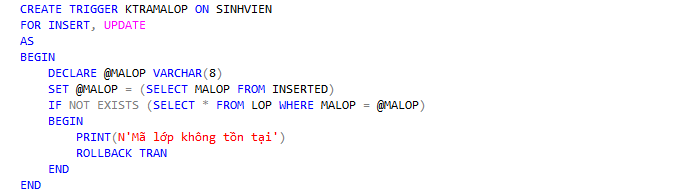 CREATE TRIGGER KTRAMALOP ON SINHVIEN
FOR INSERT, UPDATE
AS
BEGIN
    DECLARE @MALOP VARCHAR(8)
    SET @MALOP = (SELECT MALOP FROM INSERTED)
    IF NOT EXISTS (SELECT * FROM LOP WHERE MALOP = @MALOP)
    BEGIN
        PRINT(N'Mã lớp không tồn tại')
        ROLLBACK TRAN
    END
END